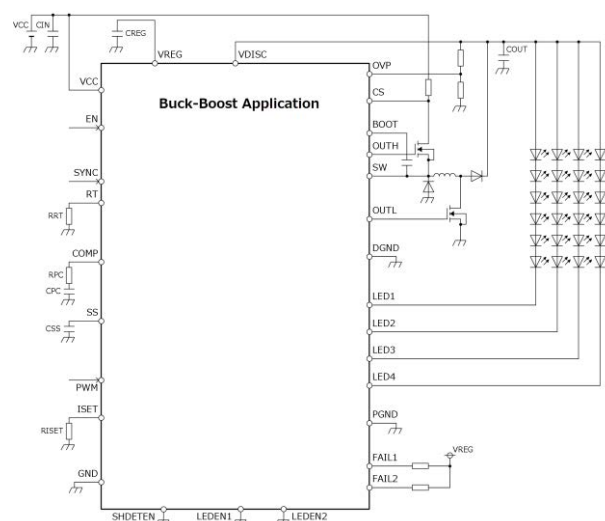 VCC
CIN
CREG
COUT
VREG
VDISC
OVP
VCC
CS
Buck-Boost Application
EN
BOOT
OUTH
SYNC
SW
RT
RRT
OUTL
COMP
DGND
RPC
CPC
LED1
SS
CSS
LED2
LED3
PWM
LED4
ISET
RISET
PGND
VREG
FAIL1
GND
FAIL2
SHDETEN
LEDEN1
LEDEN2